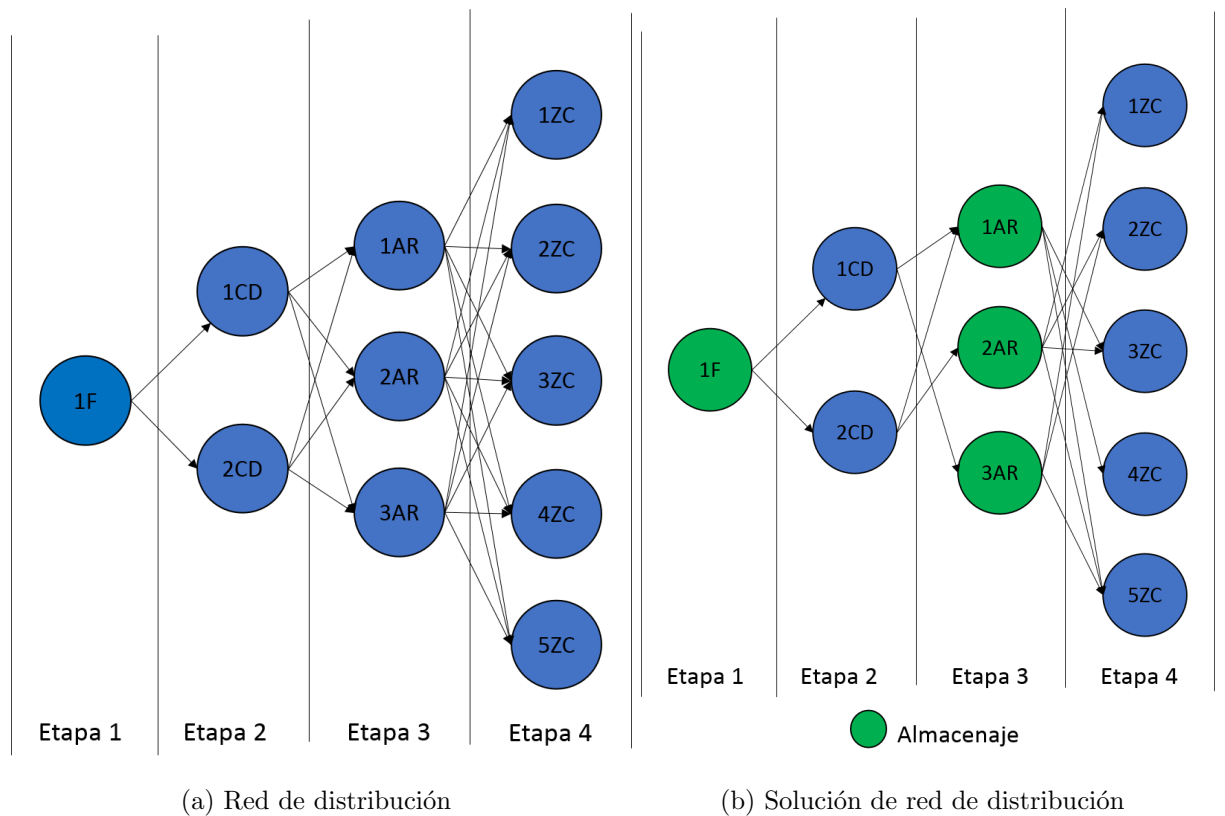 1F
1CD
2CD
1AR
2AR
3AR
1ZC
2ZC
3ZC
4ZC
5ZC
Etapa 1
Etapa 2
Etapa 3
Etapa 4
(a) Red de distribución
1F
1CD
2CD
1AR
2AR
3AR
1ZC
2ZC
3ZC
4ZC
5ZC
Etapa 1
Etapa 2
Etapa 3
Etapa 4
Almacenaje
(b) Solución de red de distribución